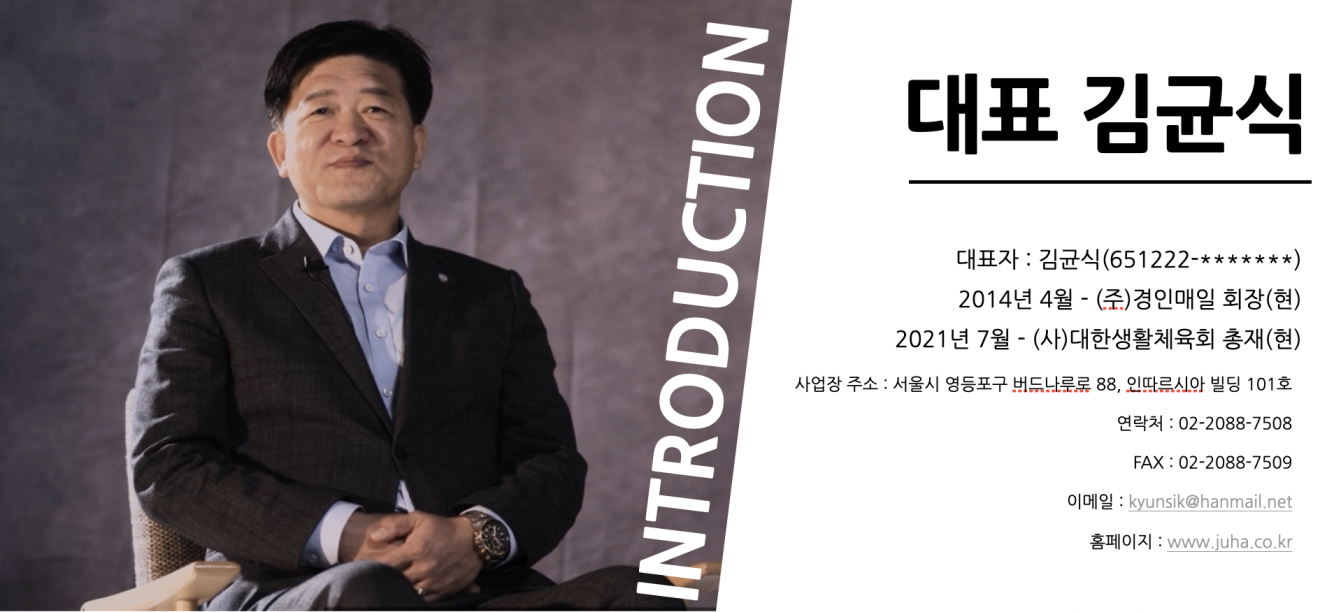 INTRODUCTION
대표 김균식
대표자 : 김균식(651222-*******)
2014년 4월 - (주)경인매일 회장(현)
2021년 7월 - (사)대한생활체육회 총재(현)
사업장 주소 : 서울시 영등포구 버드나루로 88, 인따르시아 빌딩 101호
연락처 : 02-2088-7508
FAX : 02-2088-7509
이메일 : kyunsik@hanmail.net
홈페이지 : www.juha.co.kr